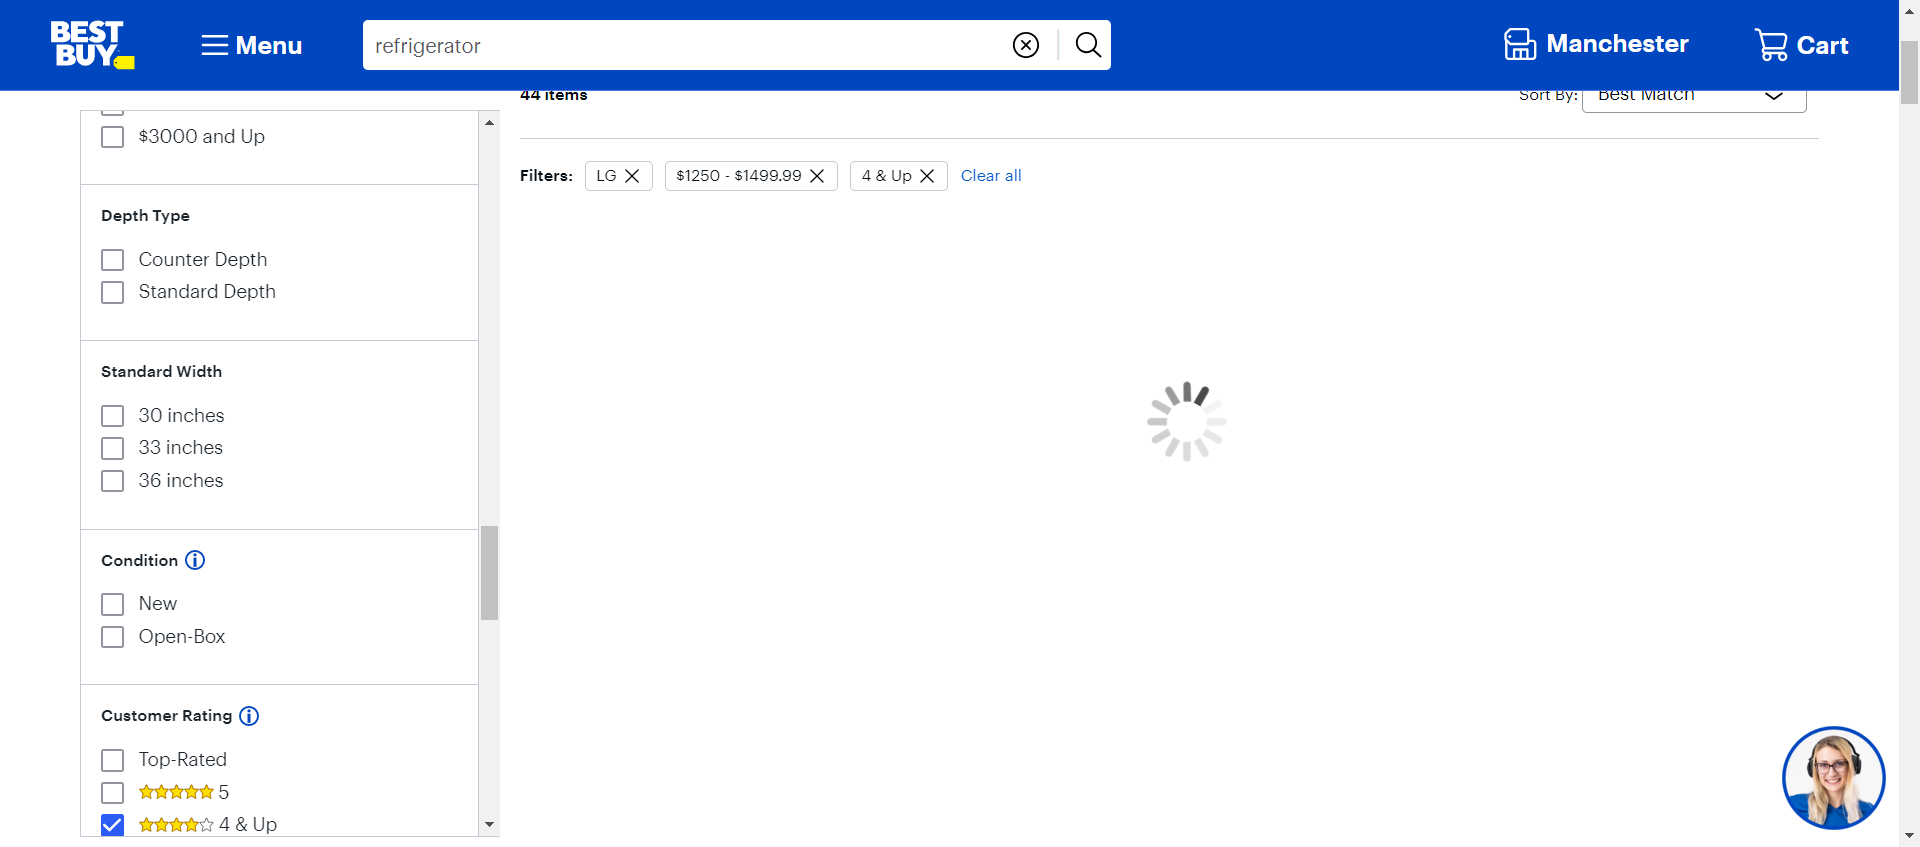 BEST BUY
Menu
refrigerator
Manchester
Cart
44 items
Sort By: Best Match
Filters: LG $1250 - $1499.99 4 & Up Clear all
$3000 and Up
Depth Type
Counter Depth
Standard Depth
Standard Width
30 inches
33 inches
36 inches
Condition
New
Open-Box
Customer Rating
Top-Rated
5
4 & Up